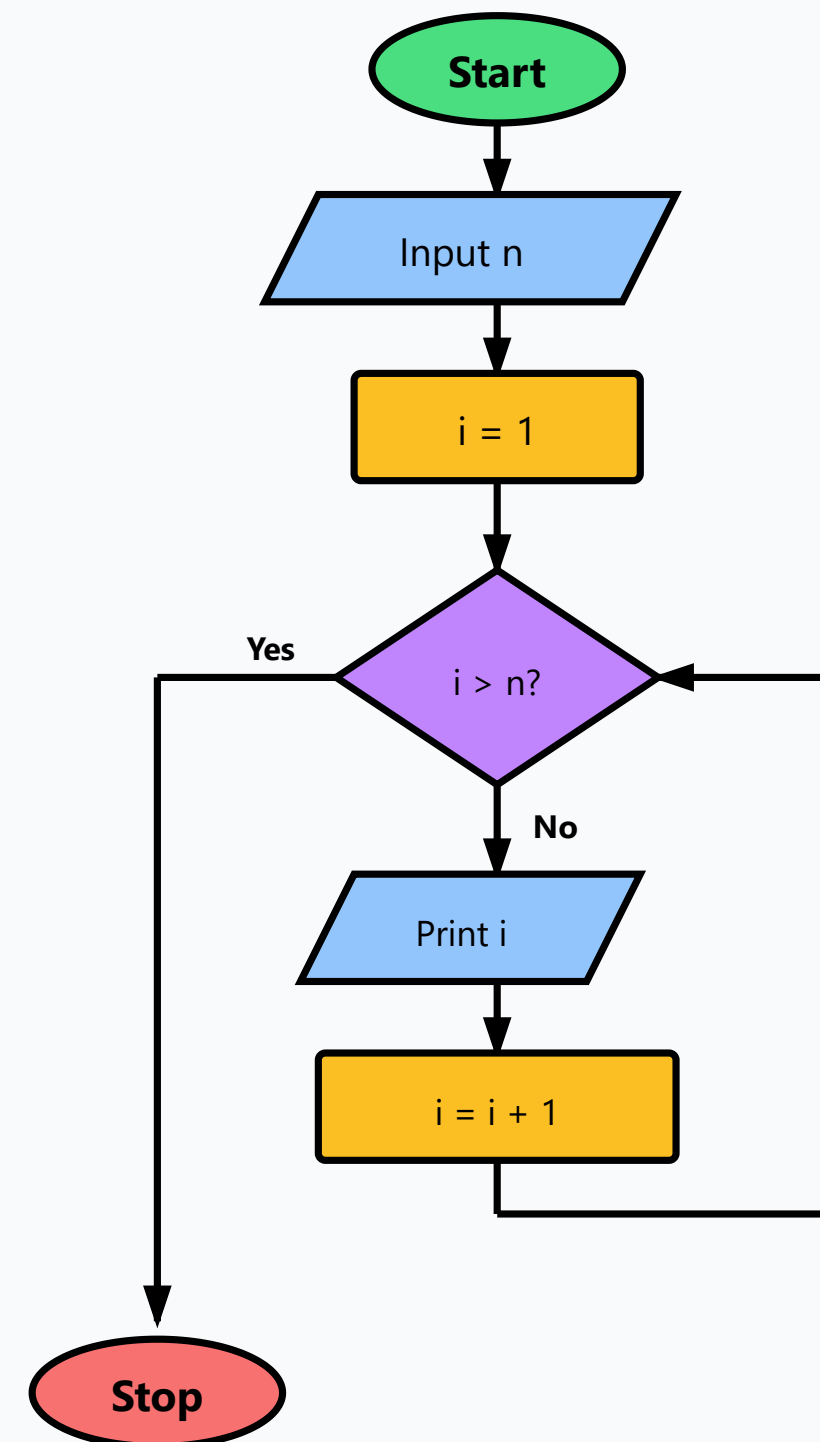 Start
Input n
i = 1
i > n?
Yes
No
Print i
i = i + 1
Stop